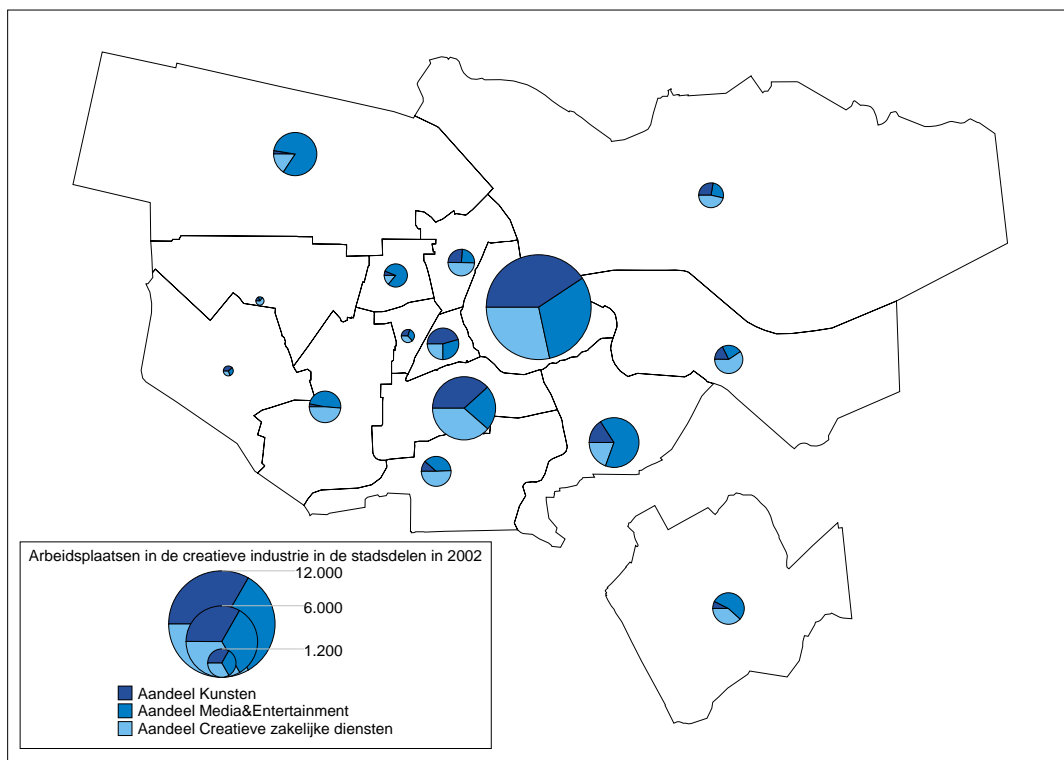 Arbeidsplaatsen in de creatieve industrie in de stadsdelen in 2002
12.000
6.000
1.200
Aandeel Kunsten
Aandeel Media&Entertainment
Aandeel Creatieve zakelijke diensten